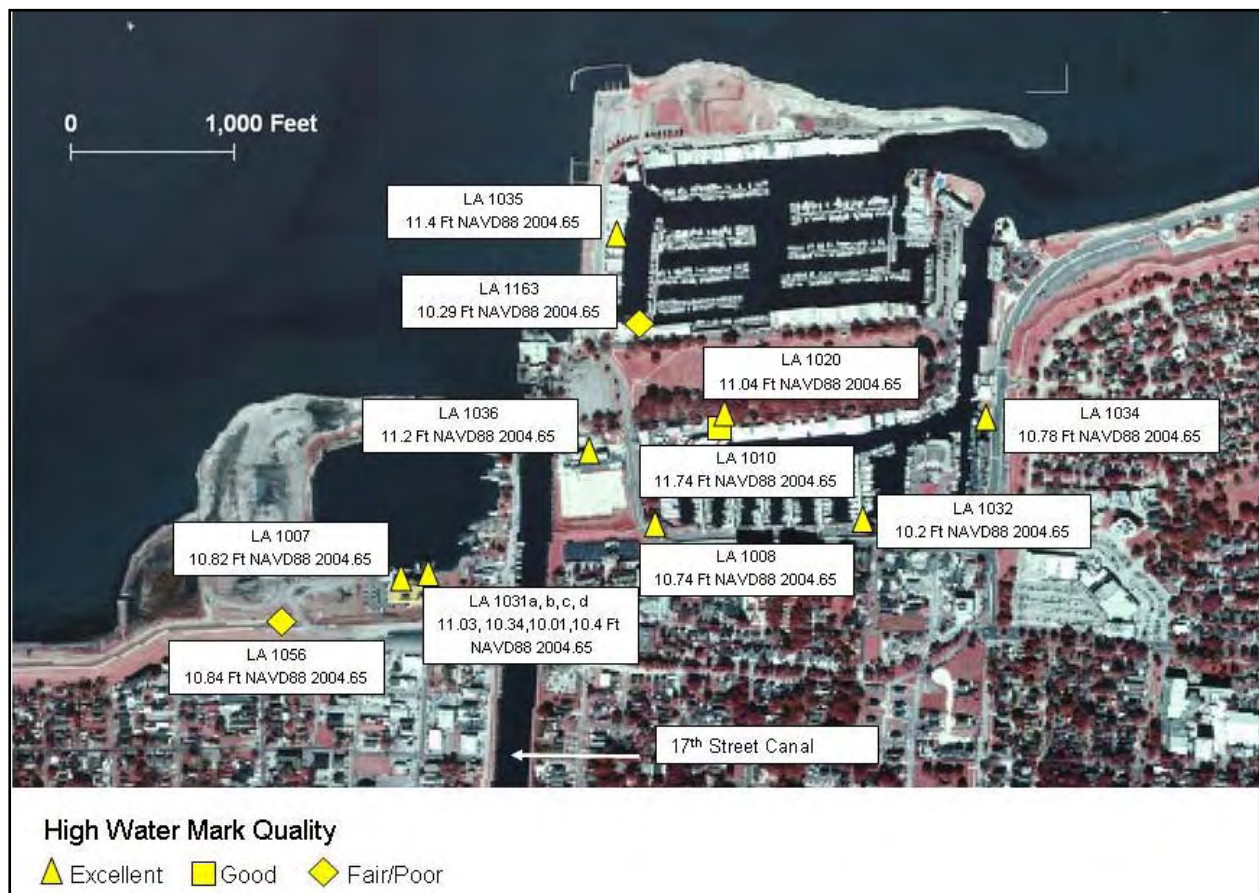 0 1,000 Feet
LA 1035
11.4 Ft NAVD88 2004.65
LA 1163
10.29 Ft NAVD88 2004.65
LA 1020
11.04 Ft NAVD88 2004.65
LA 1036
11.2 Ft NAVD88 2004.65
LA 1034
10.78 Ft NAVD88 2004.65
LA 1010
11.74 Ft NAVD88 2004.65
LA 1032
10.2 Ft NAVD88 2004.65
LA 1007
10.82 Ft NAVD88 2004.65
LA 1008
10.74 Ft NAVD88 2004.65
LA 1031a, b, c, d
11.03, 10.34,10.01,10.4 Ft
NAVD88 2004.65
LA 1056
10.84 Ft NAVD88 2004.65
17th Street Canal
High Water Mark Quality
Excellent Good Fair/Poor